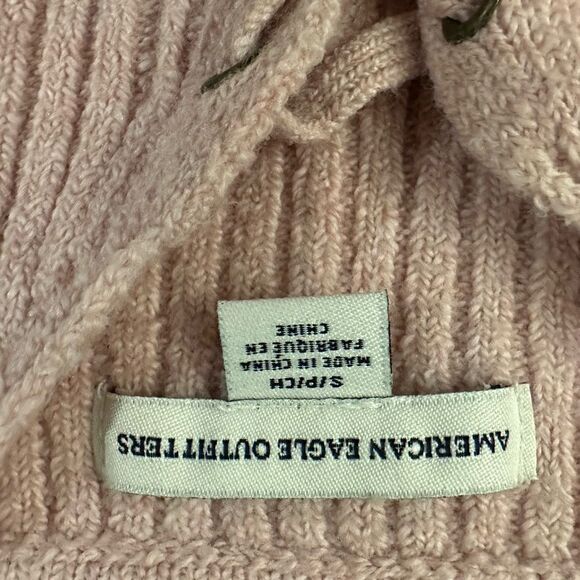 AMERICAN EAGLE OUTFITTERS
S/P/CH
MADE IN CHINA
FABRIQUÉ EN
CHINE